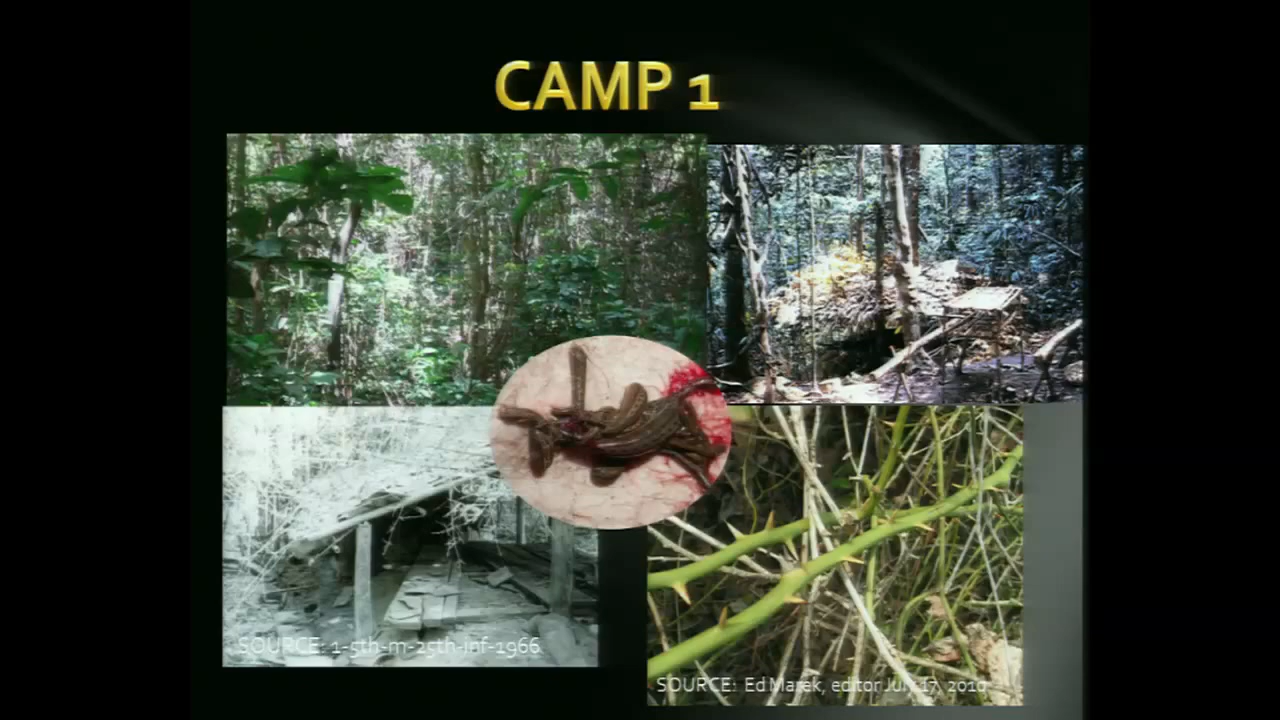 CAMP 1
SOURCE: 1-5th-m-25th-inf-1966
SOURCE: Ed Marek, editor July 17, 2010